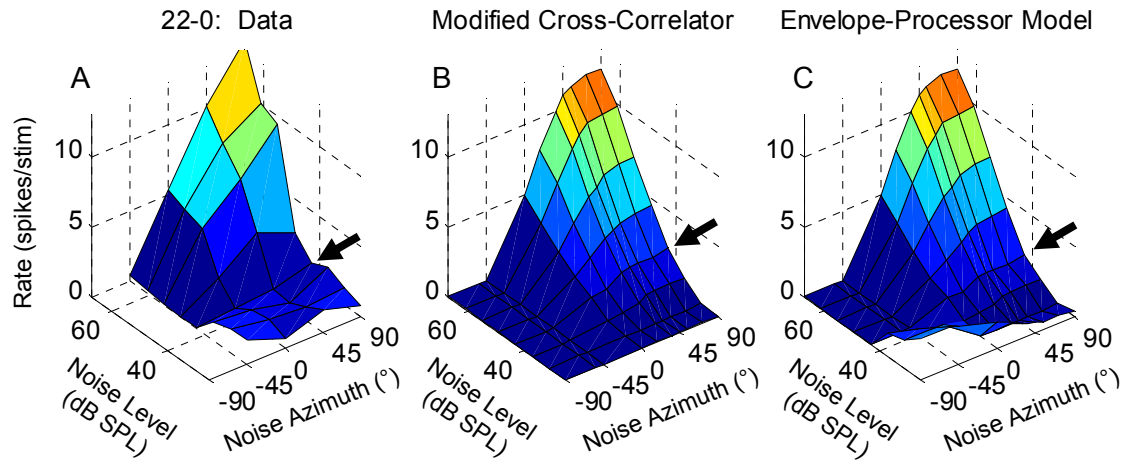 22-0:  Data
Modified Cross-Correlator
Envelope-Processor Model
A
B
C
Rate (spikes/stim)
10
5
0
10
5
0
10
5
0
60
40
-90
-45
0
45
90
60
40
-90
-45
0
45
90
60
40
-90
-45
0
45
90
Noise Level
(dB SPL)
Noise Azimuth (°)
Noise Level
(dB SPL)
Noise Azimuth (°)
Noise Level
(dB SPL)
Noise Azimuth (°)